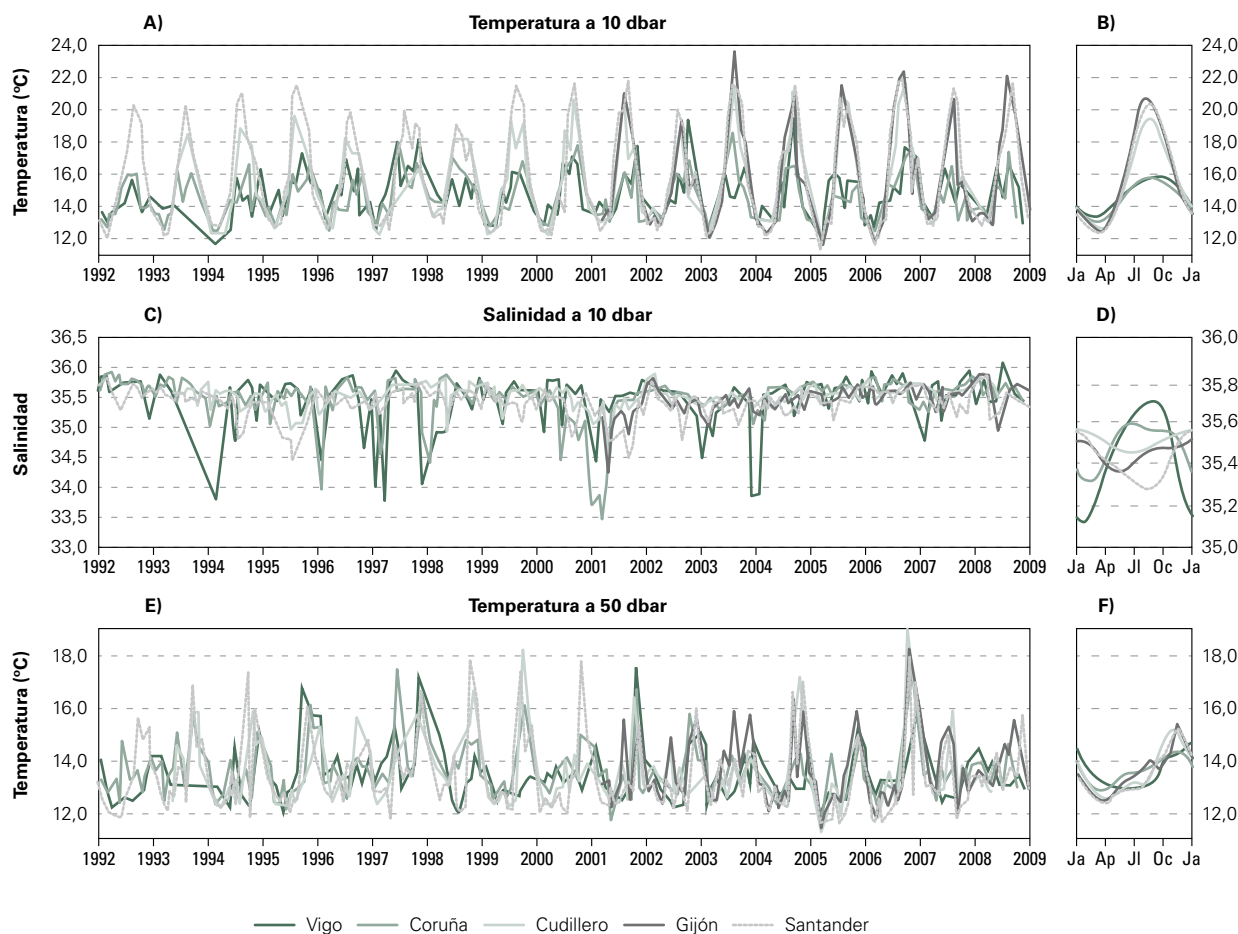 A) Temperatura a 10 dbar B)
24,0 24,0
22,0 22,0
20,0 20,0
18,0 18,0
16,0 16,0
14,0 14,0
12,0 12,0
Temperatura (ºC)
1992 1993 1994 1995 1996 1997 1998 1999 2000 2001 2002 2003 2004 2005 2006 2007 2008 2009 Ja Ap Jl Oc Ja
C) Salinidad a 10 dbar D)
36,5 36,0
36,0 35,8
35,5 35,6
35,0 35,4
34,5 35,2
34,0 35,0
33,5
33,0
Salinidad
1992 1993 1994 1995 1996 1997 1998 1999 2000 2001 2002 2003 2004 2005 2006 2007 2008 2009 Ja Ap Jl Oc Ja
E) Temperatura a 50 dbar F)
18,0 18,0
16,0 16,0
14,0 14,0
12,0 12,0
Temperatura (ºC)
1992 1993 1994 1995 1996 1997 1998 1999 2000 2001 2002 2003 2004 2005 2006 2007 2008 2009 Ja Ap Jl Oc Ja
Vigo Coruña Cudillero Gijón Santander